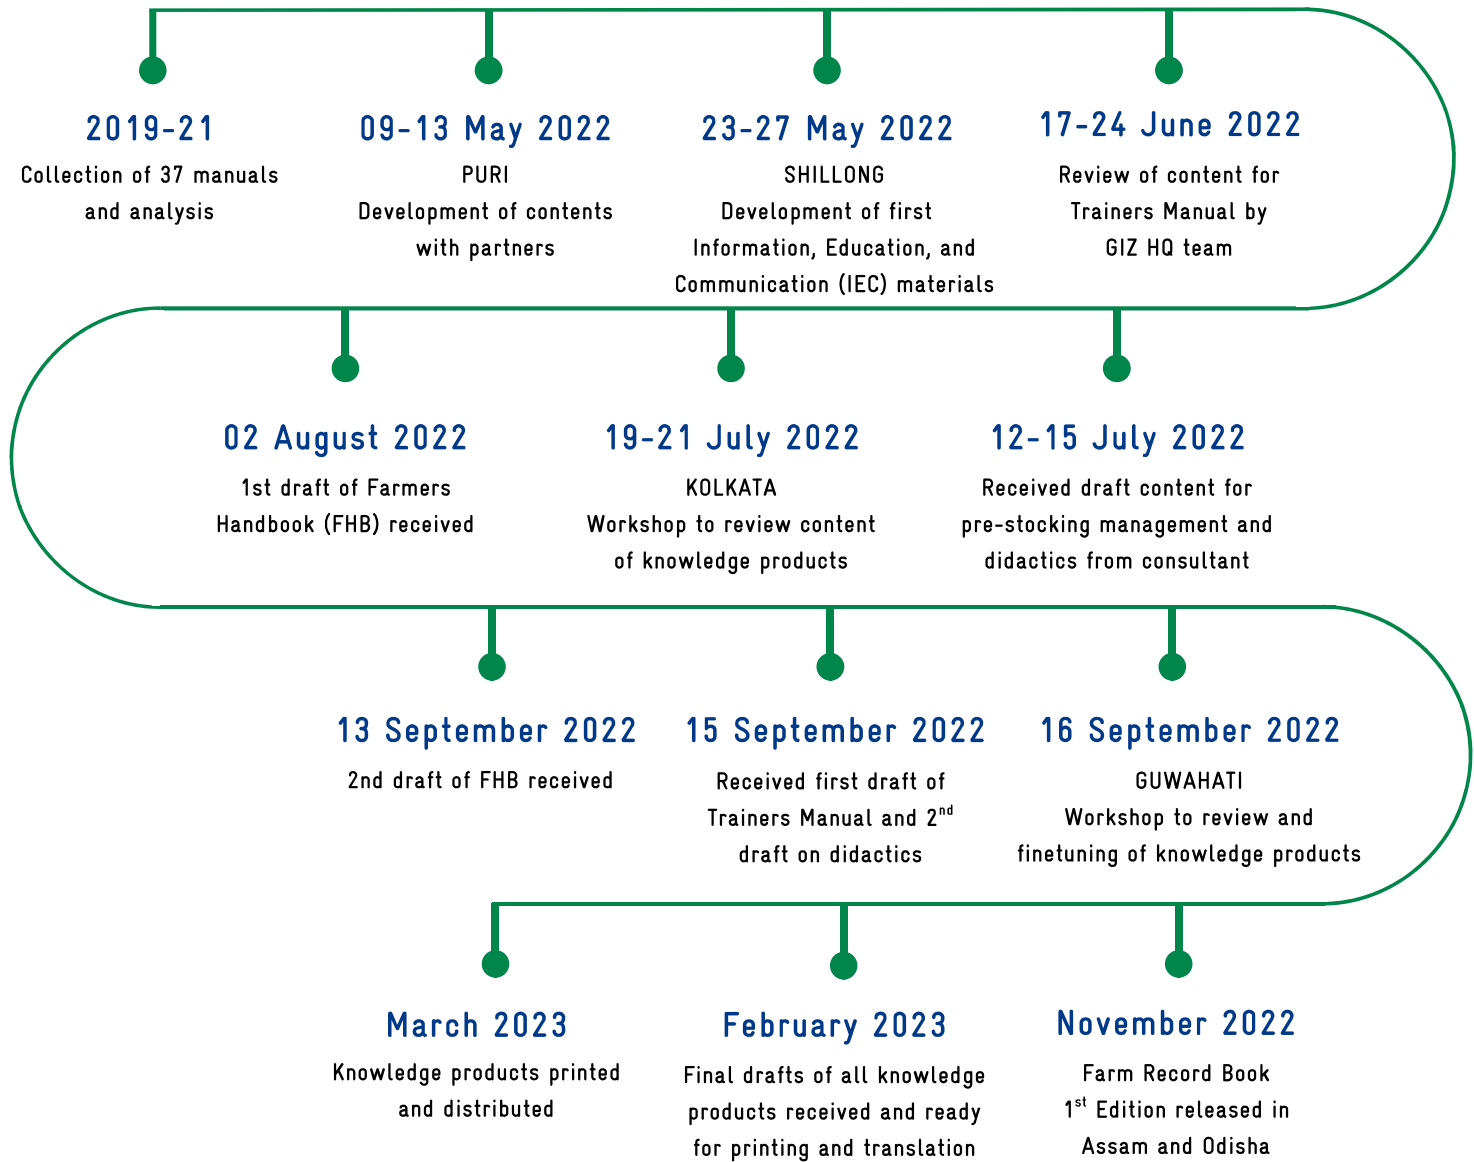 2019-21
Collection of 37 manuals
and analysis
09-13 May 2022
PURI
Development of contents
with partners
23-27 May 2022
SHILLONG
Development of first
Information, Education, and
Communication (IEC) materials
17-24 June 2022
Review of content for
Trainers Manual by
GIZ HQ team
12-15 July 2022
Received draft content for
pre-stocking management and
didactics from consultant
19-21 July 2022
KOLKATA
Workshop to review content
of knowledge products
02 August 2022
1st draft of Farmers
Handbook (FHB) received
13 September 2022
2nd draft of FHB received
15 September 2022
Received first draft of
Trainers Manual and 2nd
draft on didactics
16 September 2022
GUWAHATI
Workshop to review and
finetuning of knowledge products
November 2022
Farm Record Book
1st Edition released in
Assam and Odisha
February 2023
Final drafts of all knowledge
products received and ready
for printing and translation
March 2023
Knowledge products printed
and distributed